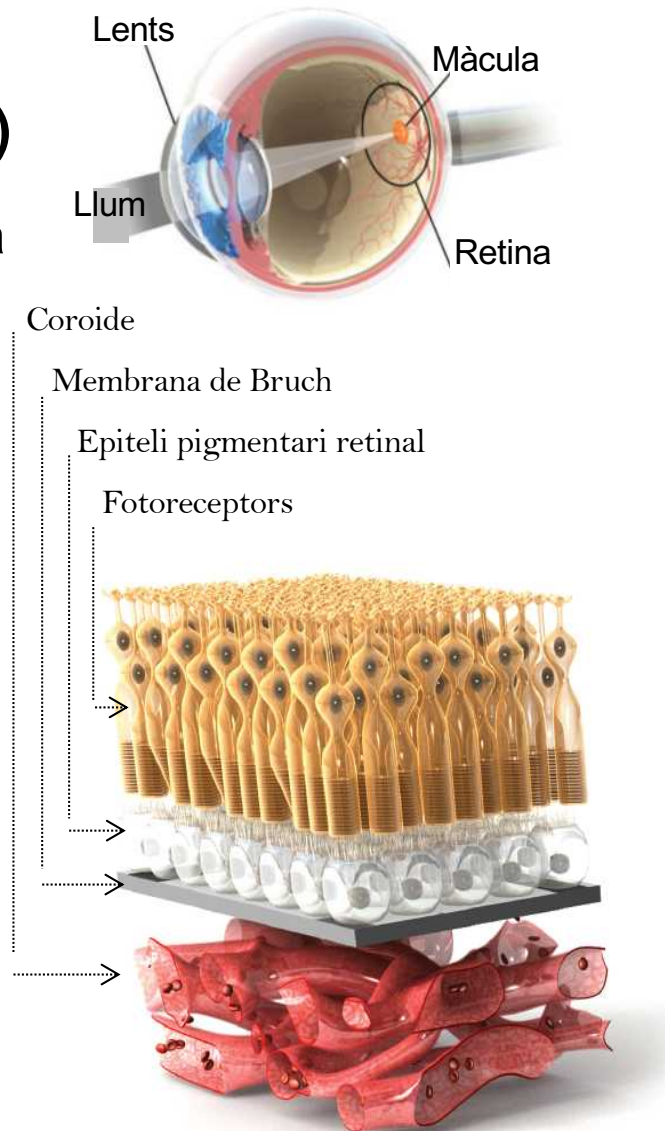 Lents
Màcula
)
Llum
a
Retina
Coroide
Membrana de Bruch
Epiteli pigmentari retinal
Fotoreceptors